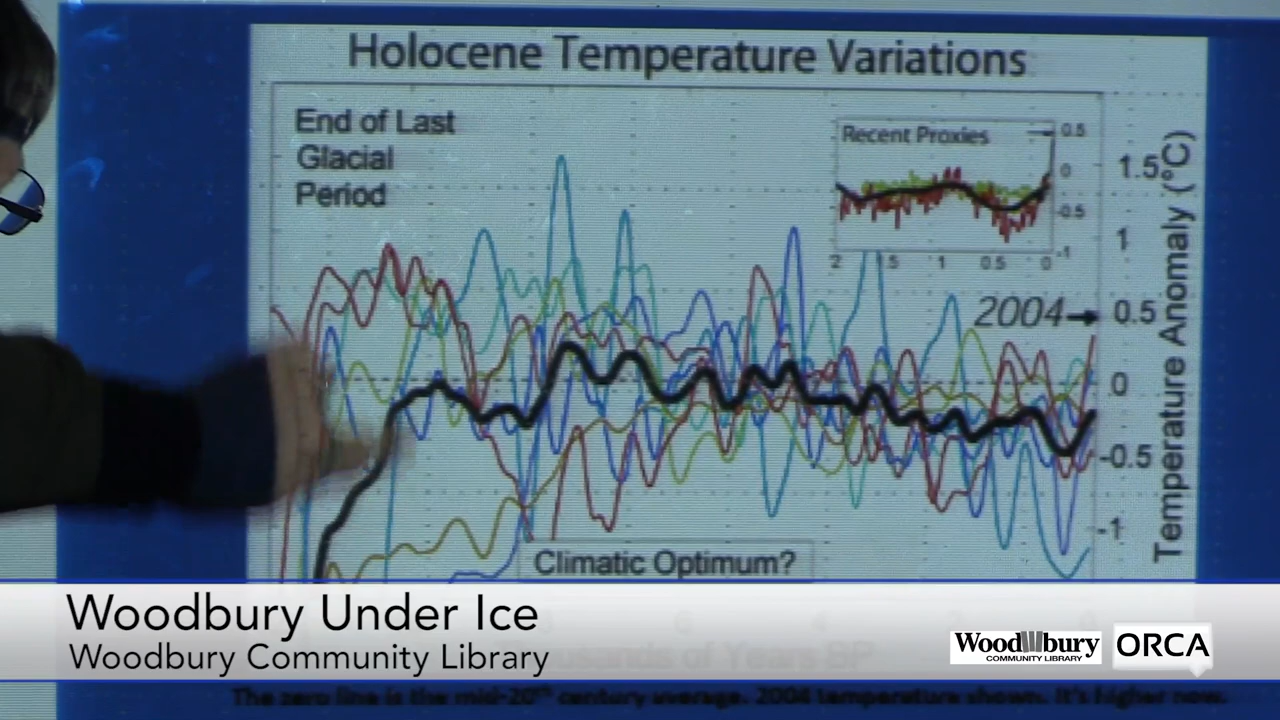 Holocene Temperature Variations
End of Last
Glacial
Period
Recent Proxies
0.5
0
-0.5
-1
2
.5
1
0.5
0
1.5
1
2004
0.5
0
-0.5
-1
Temperature Anomaly (°C)
Climatic Optimum?
Woodbury Under Ice
Woodbury Community Library
Woodbury
COMMUNITY LIBRARY
ORCA
of Years BP
The zero line is the mid-20th century average. 2004 temperature shown. It's higher now.